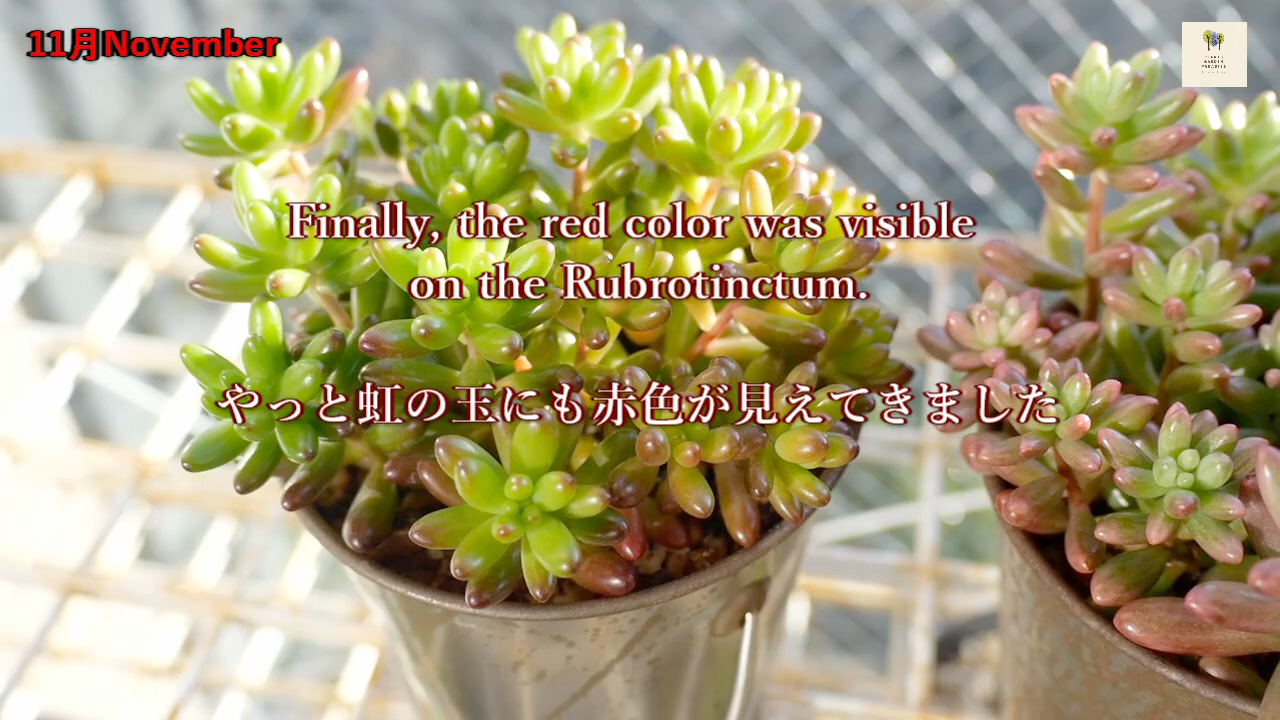 11月November
Finally, the red color was visible
on the Rubrotinctum.
やっと虹の玉にも赤色が見えてきました